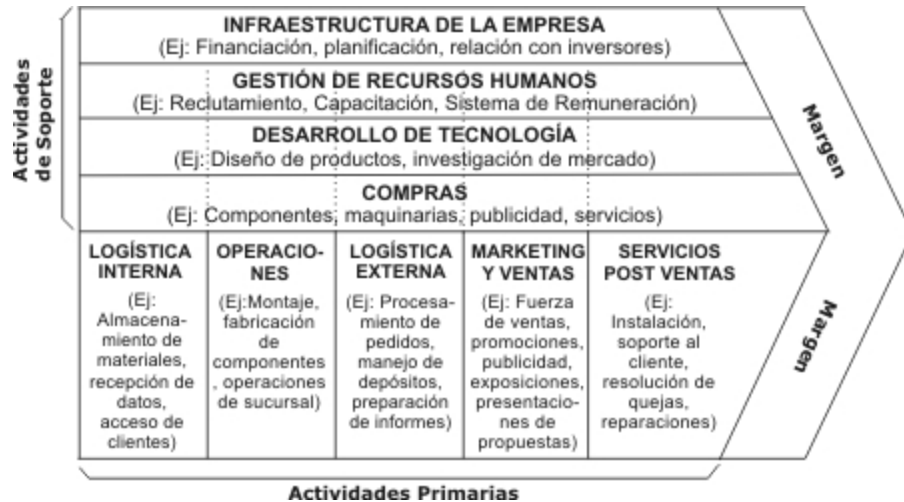 Actividades
de Soporte
INFRAESTRUCTURA DE LA EMPRESA
(Ej: Financiación, planificación, relación con inversores)
GESTIÓN DE RECURSOS HUMANOS
(Ej: Reclutamiento, Capacitación, Sistema de Remuneración)
DESARROLLO DE TECNOLOGÍA
(Ej: Diseño de productos, investigación de mercado)
COMPRAS
(Ej: Componentes, maquinarias, publicidad, servicios)
Margen
LOGÍSTICA
INTERNA
(Ej:
Almacena-
miento de
materiales,
recepción de
datos,
acceso de
clientes)
OPERACIO-
NES
(Ej:Montaje,
fabricación
de
componentes
, operaciones
de sucursal)
LOGÍSTICA
EXTERNA
(Ej: Procesa-
miento de
pedidos,
manejo de
depósitos,
preparación
de informes)
MARKETING
Y VENTAS
(Ej: Fuerza
de ventas,
promociones,
publicidad,
exposiciones,
presentacio-
nes de
propuestas)
SERVICIOS
POST VENTAS
(Ej:
Instalación,
soporte al
cliente,
resolución de
quejas,
reparaciones)
Margen
Actividades Primarias